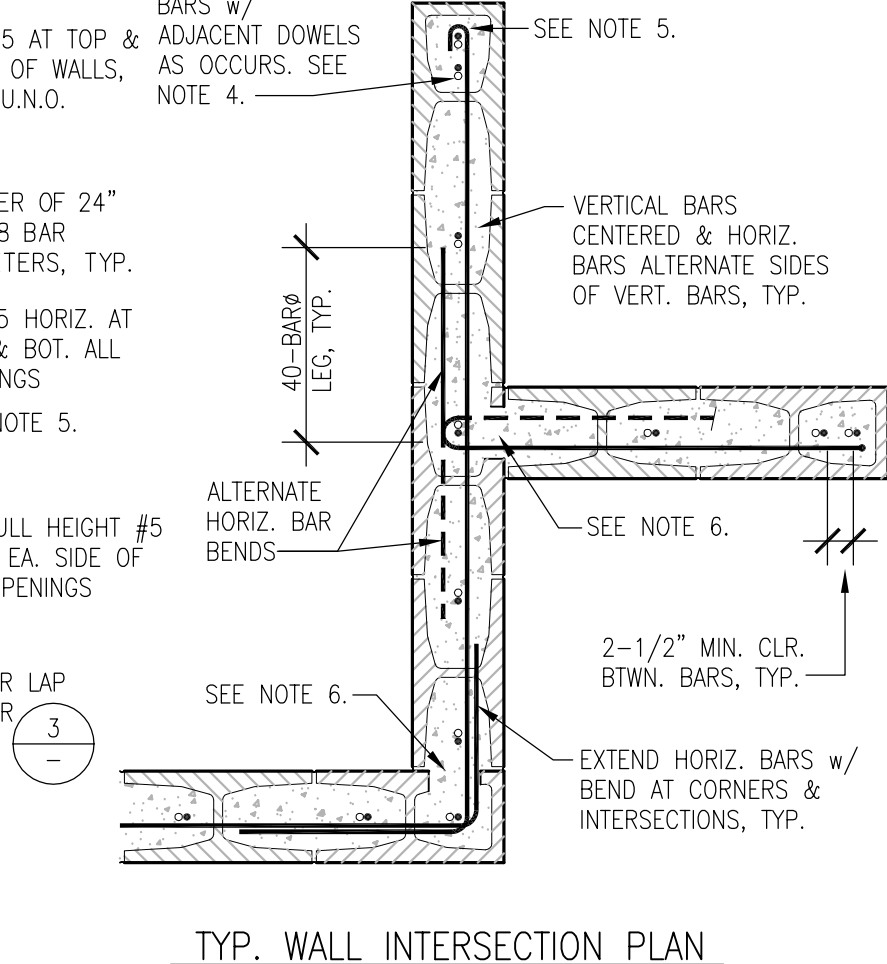 BARS w/
ADJACENT DOWELS
AS OCCURS. SEE
NOTE 4.
5 AT TOP &
OF WALLS,
U.N.O.
SEE NOTE 5.
ER OF 24”
8 BAR
TERS, TYP.
VERTICAL BARS
CENTERED & HORIZ.
BARS ALTERNATE SIDES
OF VERT. BARS, TYP.
40-BARØ
LEG, TYP.
5 HORIZ. AT
& BOT. ALL
NGS
NOTE 5.
ALTERNATE
HORIZ. BAR
BENDS
SEE NOTE 6.
ULL HEIGHT #5
EA. SIDE OF
PENINGS
2-1/2” MIN. CLR.
BTWN. BARS, TYP.
R LAP
R
3
-
SEE NOTE 6.
EXTEND HORIZ. BARS w/
BEND AT CORNERS &
INTERSECTIONS, TYP.
TYP. WALL INTERSECTION PLAN